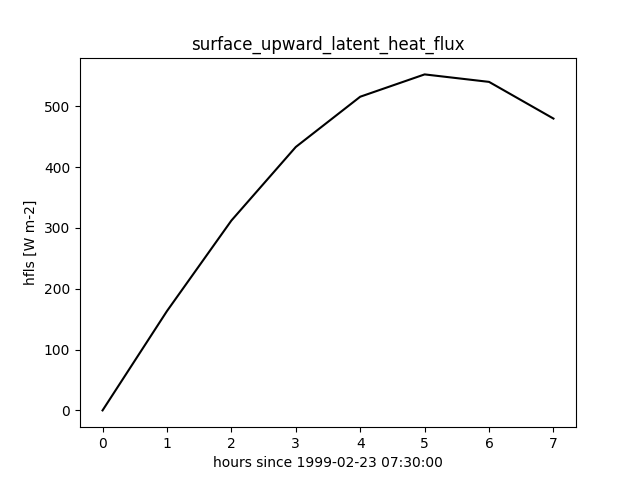 surface_upward_latent_heat_flux
hfls [W m-2]
500
400
300
200
100
0
0 1 2 3 4 5 6 7
hours since 1999-02-23 07:30:00